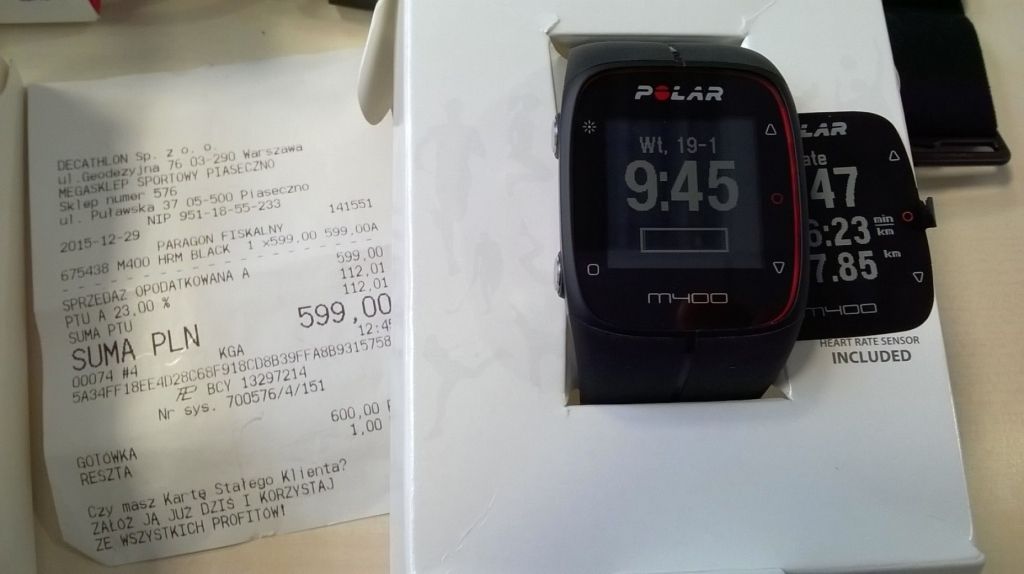 DECATHLON Sp. z o. o.
ul.Geodezyjna 76 03-290 Warszawa
MEGASKLEP SPORTOWY PIASECZNO
Sklep numer 576
ul. Puławska 37 05-500 Piaseczno
NIP 951-18-55-233
2015-12-29 141551
PARAGON FISKALNY
675438 M400 HRM BLACK 1 x599,00 599,00A
SPRZEDAŻ OPODATKOWANA A 599,00
PTU A 23,00 % 112,01
SUMA PTU 112,01
SUMA PLN 599,00
00074 #4 KGA
5A34FF18EE4D28C68F918CD8B39FFA8B9315758
BCY 13297214
Nr sys. 700576/4/151
GOTÓWKA 600,00
RESZTA 1,00
Czy masz Kartę Stałego Klienta?
ZAŁÓŻ JĄ JUŻ DZIŚ I KORZYSTAJ
ZE WSZYSTKICH PROFITÓW!
POLAR
Wt, 19-1
9:45
M400
LAR
ate
47
6:23 min km
7.85 km
M400
HEART RATE SENSOR
INCLUDED